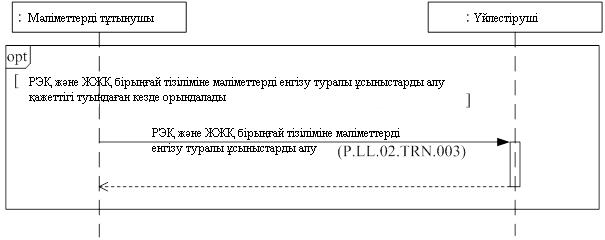 : Мәліметтерді тұтынушы
: Үйлестіруші
opt
[ РЭҚ және ЖЖҚ бірыңғай тізіліміне мәліметтерді енгізу туралы ұсыныстарды алу
қажеттігі туындаған кезде орындалады ]
РЭҚ және ЖЖҚ бірыңғай тізіліміне мәліметтерді
енгізу туралы ұсыныстарды алу (P.LL.02.TRN.003)